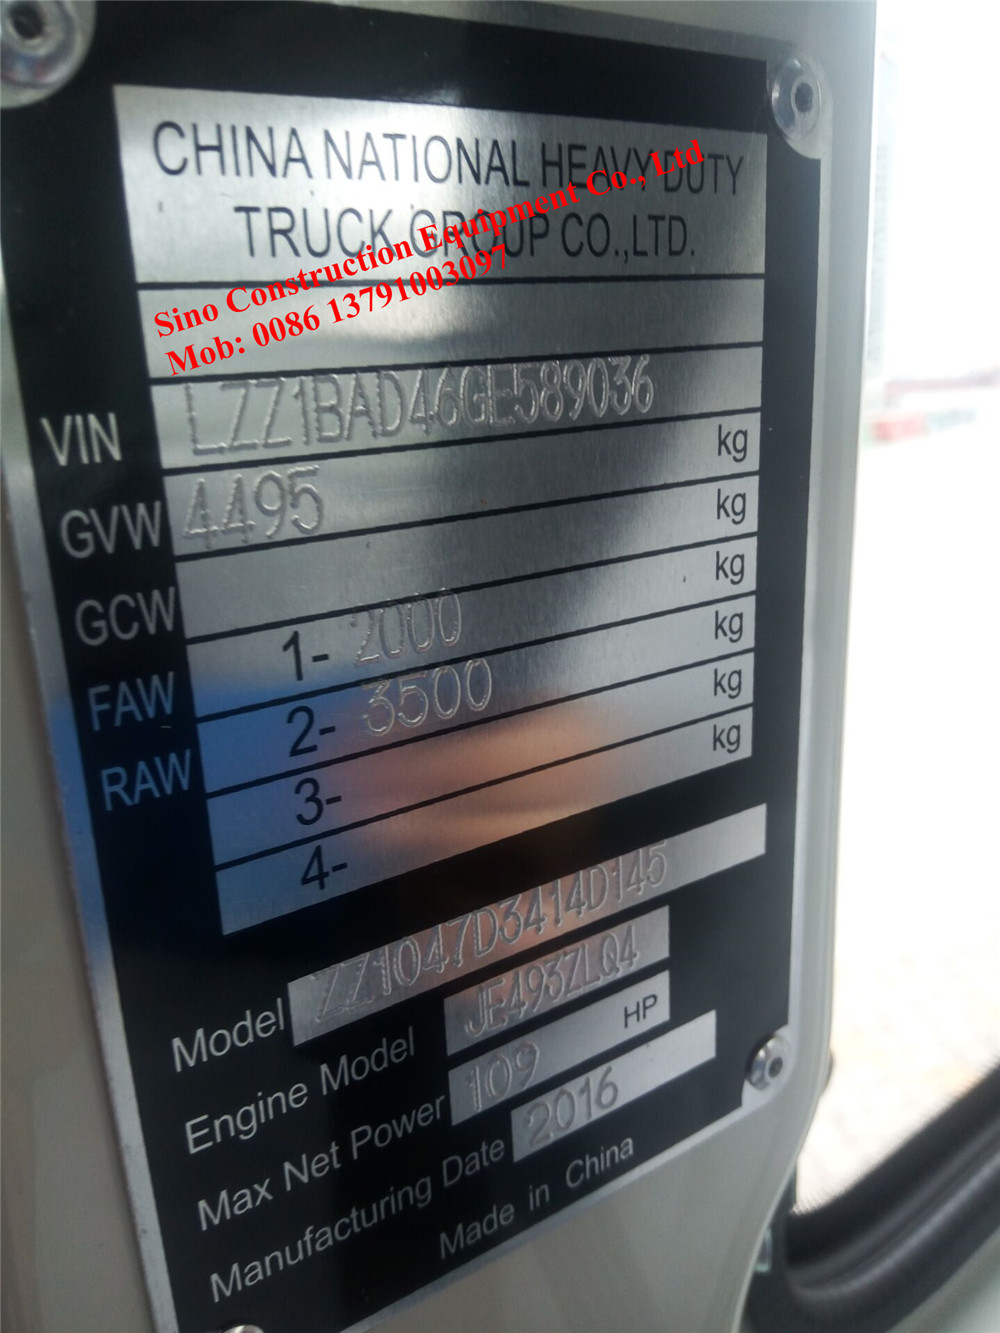 CHINA NATIONAL HEAVY DUTY
TRUCK GROUP CO.,LTD.
Sino Construction Equipment Co., Ltd
Mob: 0086 13791003097
VIN LZZ1BAD46GE589036
GVW 4495 kg
GCW kg
FAW 1- 2000 kg
RAW 2- 3500 kg
3- kg
4- kg
Model ZZ1047D3414D145
Engine Model JE493ZLQ4
Max Net Power 109 HP
Manufacturing Date 2016
Made in China